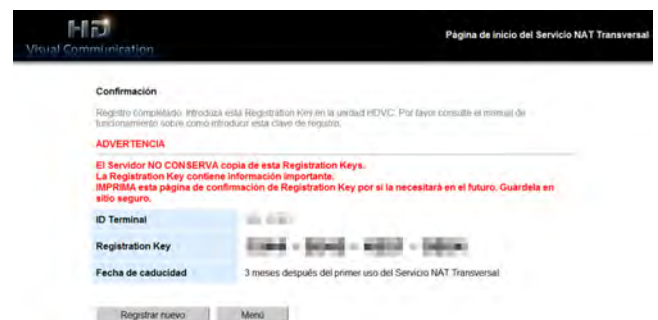 HD
Visual Communication
Página de inicio del Servicio NAT Transversal
Confirmación
Registro completado. Introduzca esta Registration Key en la unidad HDVC. Por favor consulte el manual de
funcionamiento sobre como introducir esta clave de registro.
ADVERTENCIA
El Servidor NO CONSERVA copia de esta Registration Keys.
La Registration Key contiene información importante.
IMPRIMA esta página de confirmación de Registration Key por si la necesitará en el futuro. Guárdela en
sitio seguro.
ID Terminal
Registration Key
Fecha de caducidad 3 meses después del primer uso del Servicio NAT Transversal
Registrar nuevo Menú